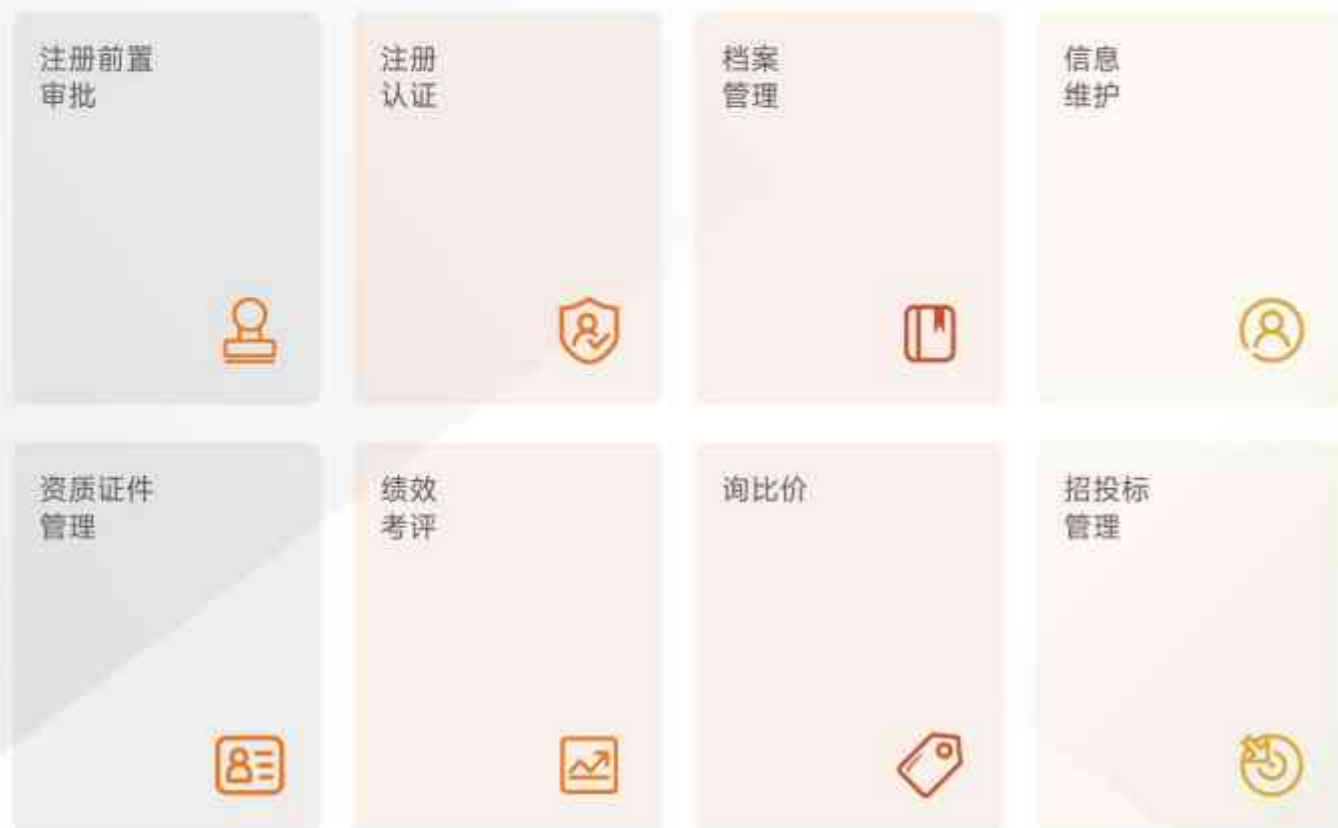 注册前置
审批
注册
认证
档案
管理
信息
维护
资质证件
管理
绩效
考评
询比价
招投标
管理